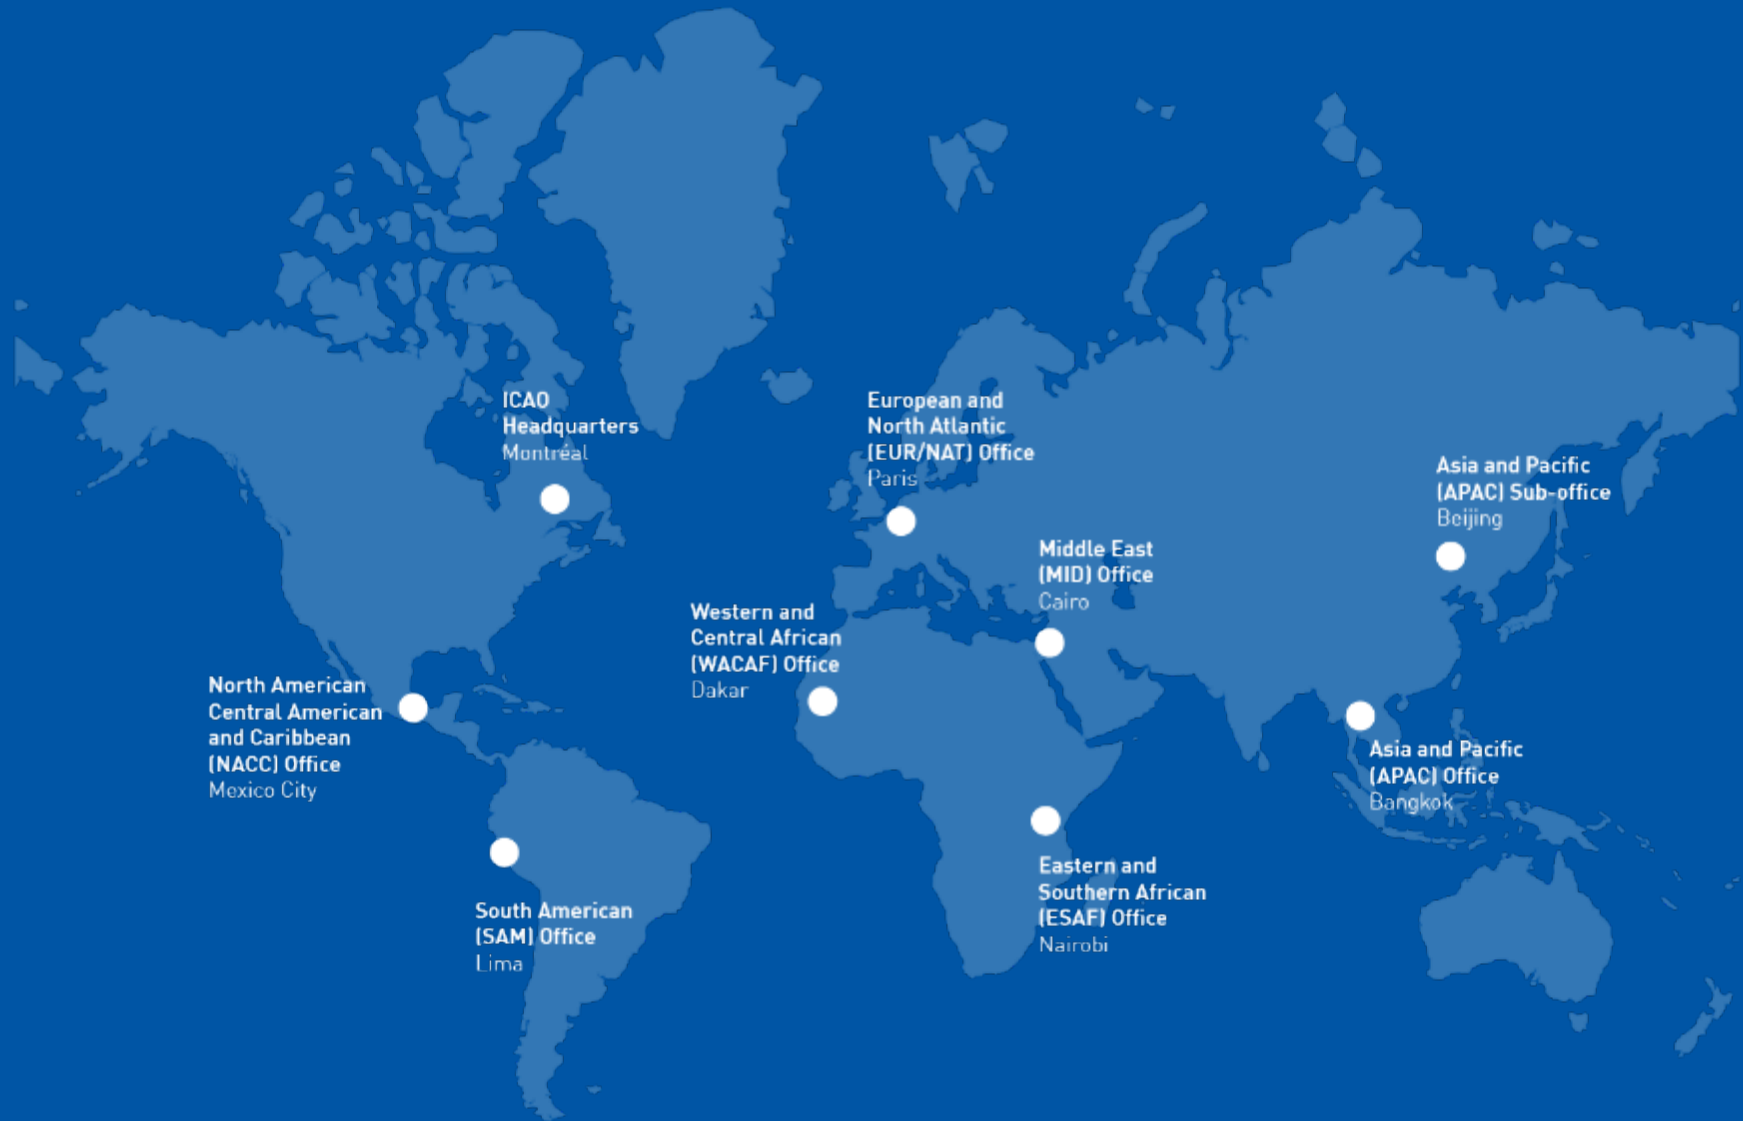 ICAO
Headquarters
Montréal
European and
North Atlantic
(EUR/NAT) Office
Paris
Asia and Pacific
(APAC) Sub-office
Beijing
Middle East
(MID) Office
Cairo
Western and
Central African
(WACAF) Office
Dakar
North American
Central American
and Caribbean
(NACC) Office
Mexico City
Asia and Pacific
(APAC) Office
Bangkok
Eastern and
Southern African
(ESAF) Office
Nairobi
South American
(SAM) Office
Lima